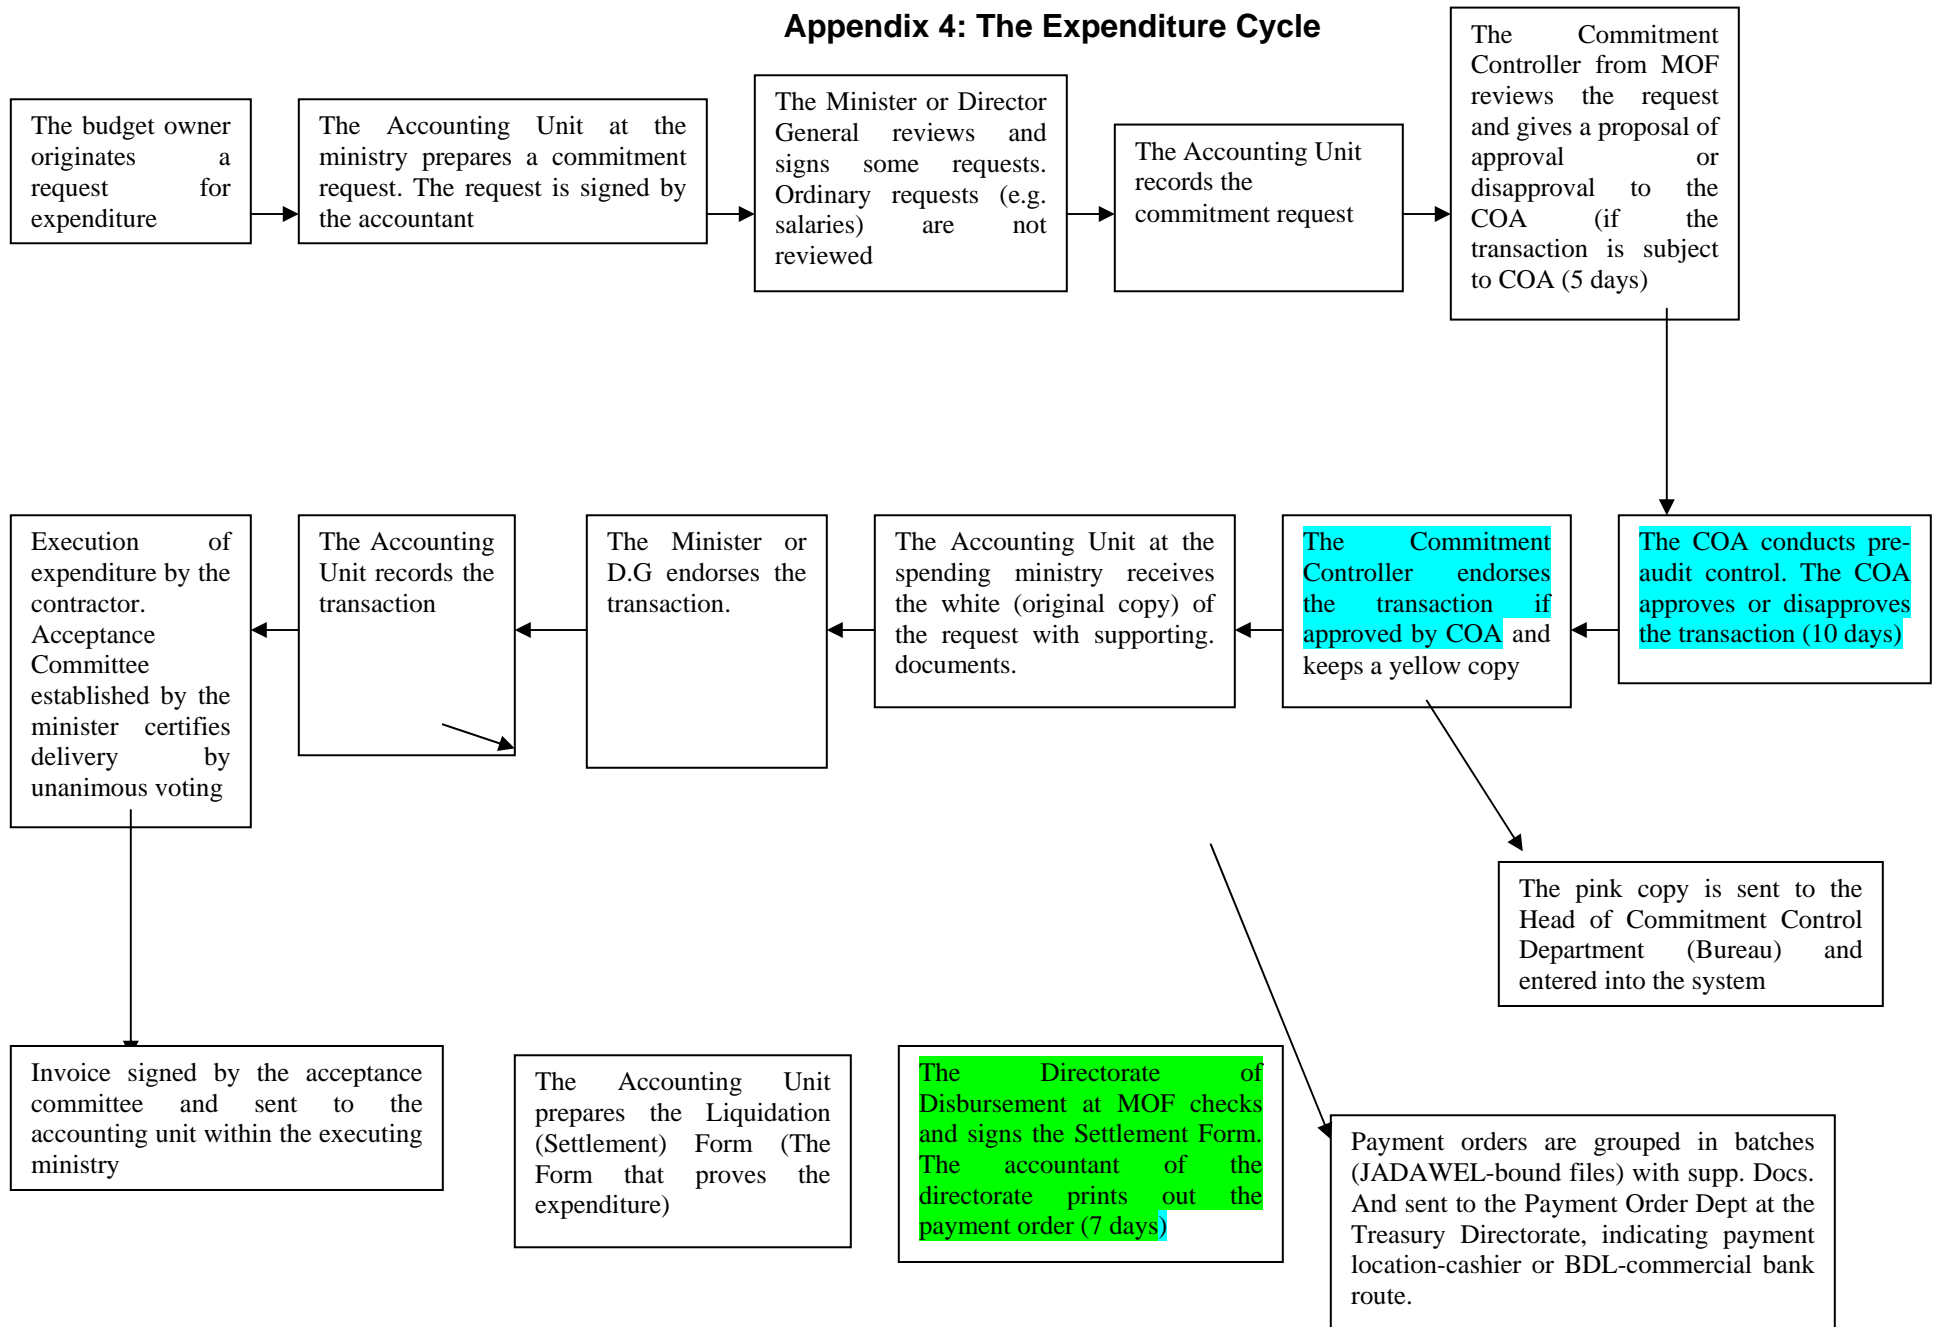 Appendix 4: The Expenditure Cycle
The budget owner
originates a
request for
expenditure
The Accounting Unit at the
ministry prepares a commitment
request. The request is signed by
the accountant
The Minister or Director
General reviews and
signs some requests.
Ordinary requests (e.g.
salaries) are not
reviewed
The Accounting Unit
records the
commitment request
The Commitment
Controller from MOF
reviews the request
and gives a proposal of
approval or
disapproval to the
COA (if the
transaction is subject
to COA (5 days)
The COA conducts pre-
audit control. The COA
approves or disapproves
the transaction (10 days)
The Commitment
Controller endorses
the transaction if
approved by COA and
keeps a yellow copy
The Accounting Unit at the
spending ministry receives
the white (original copy) of
the request with supporting.
documents.
The Minister or
D.G endorses the
transaction.
The Accounting
Unit records the
transaction
Execution of
expenditure by the
contractor.
Acceptance
Committee
established by the
minister certifies
delivery by
unanimous voting
The pink copy is sent to the
Head of Commitment Control
Department (Bureau) and
entered into the system
Invoice signed by the acceptance
committee and sent to the
accounting unit within the executing
ministry
The Accounting Unit
prepares the Liquidation
(Settlement) Form (The
Form that proves the
expenditure)
The Directorate of
Disbursement at MOF checks
and signs the Settlement Form.
The accountant of the
directorate prints out the
payment order (7 days)
Payment orders are grouped in batches
(JADAWEL-bound files) with supp. Docs.
And sent to the Payment Order Dept at the
Treasury Directorate, indicating payment
location-cashier or BDL-commercial bank
route.